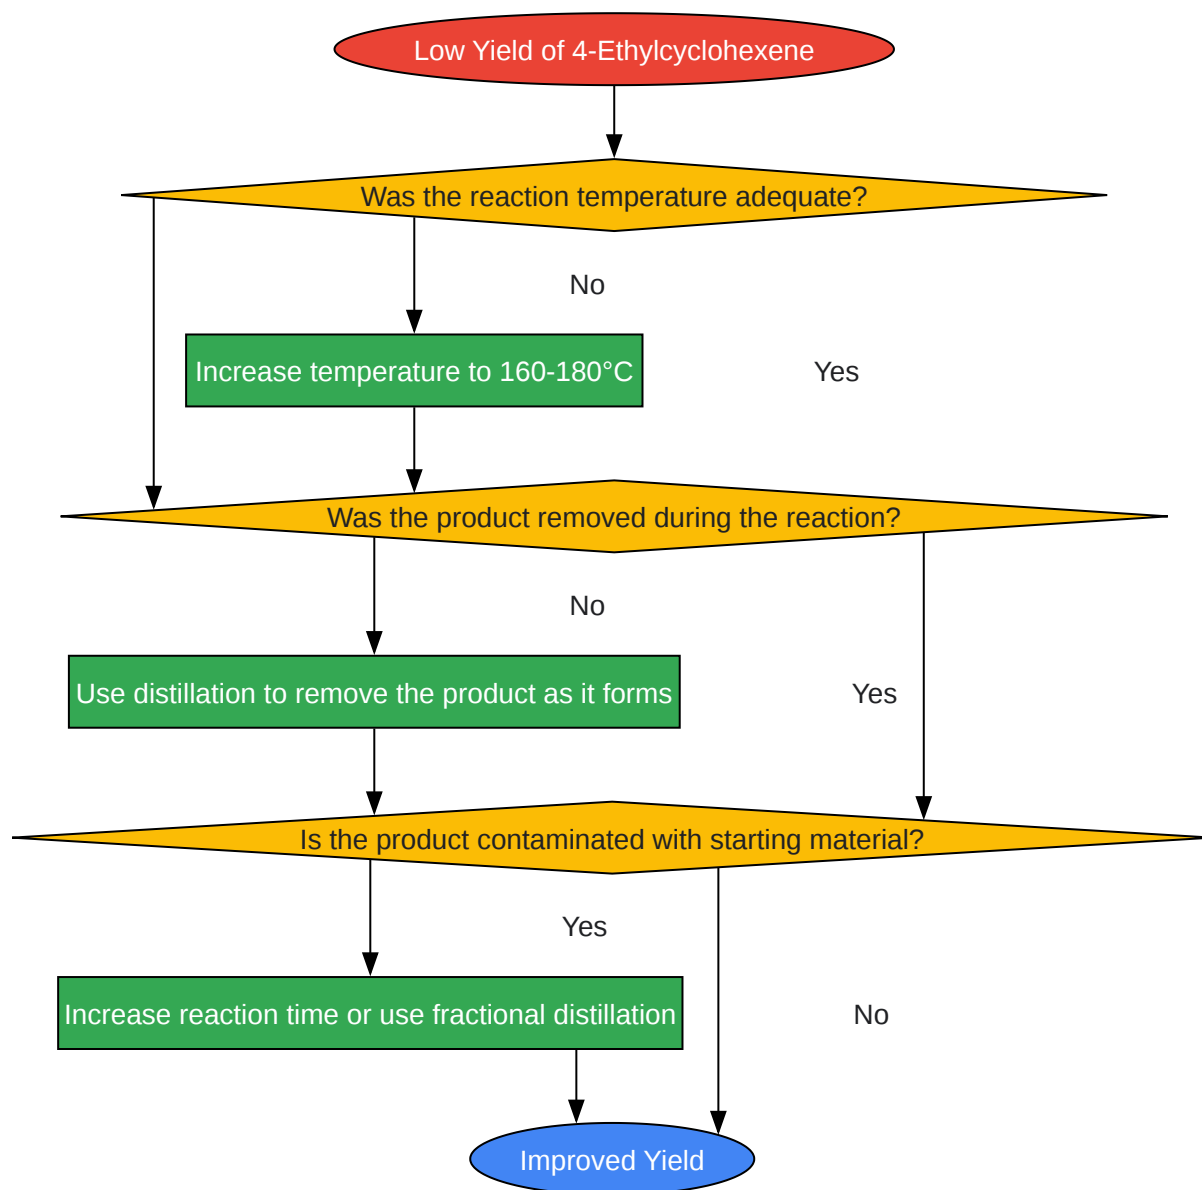 Low Yield of 4-Ethylcyclohexene
Was the reaction temperature adequate?
No
Increase temperature to 160-180°C
Yes
Was the product removed during the reaction?
No
Use distillation to remove the product as it forms
Yes
Is the product contaminated with starting material?
Yes
Increase reaction time or use fractional distillation
No
Improved Yield